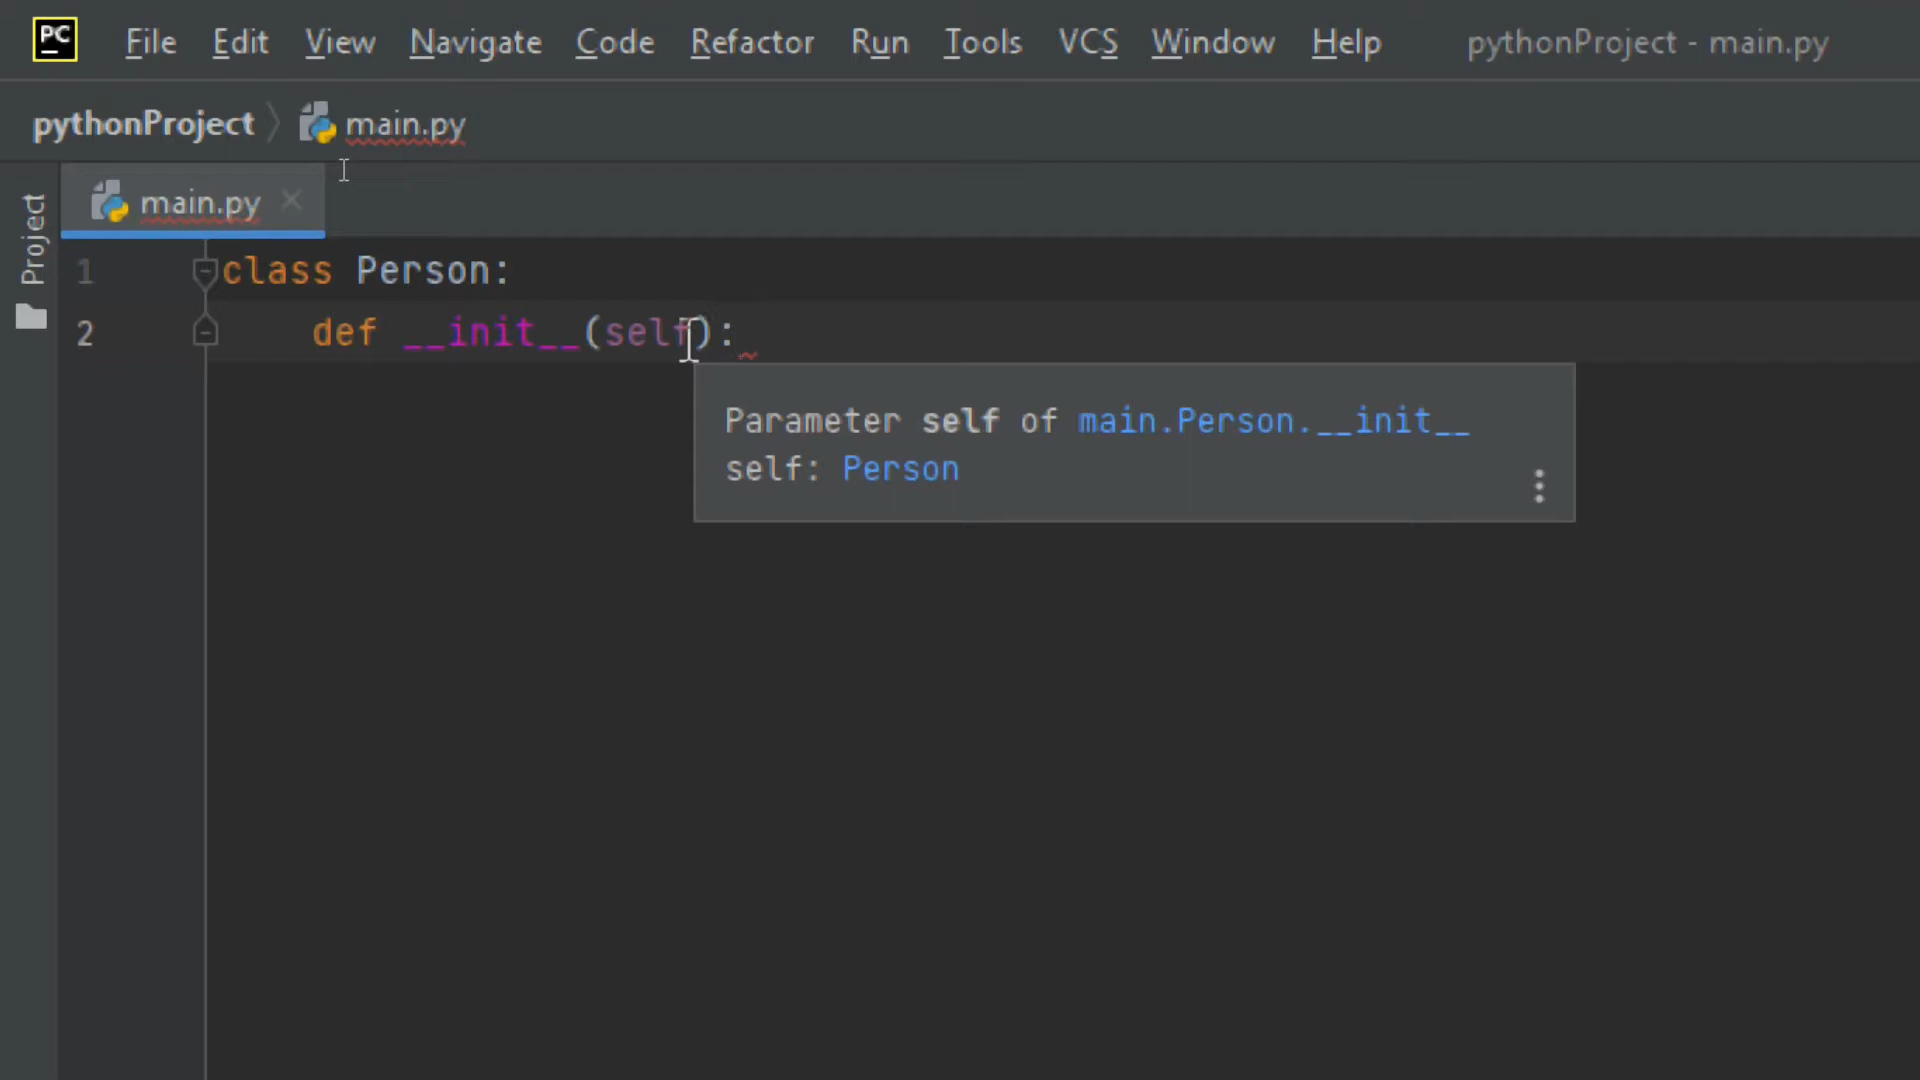 PC File Edit View Navigate Code Refactor Run Tools VCS Window Help pythonProject - main.py
pythonProject main.py
Project
main.py
1 class Person:
2 def __init__(self):
Parameter self of main.Person.__init__
self: Person